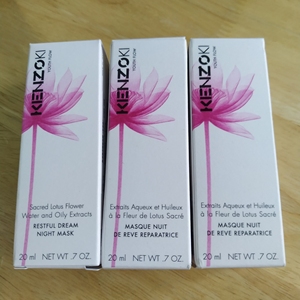 KENZOKI
Sacred Lotus Flower
Water and Oily Extracts
RESTFUL DREAM
NIGHT MASK
20 ml NET WT .7 OZ.
KENZOKI
Extraits Aqueux et Huileux
à la Fleur de Lotus Sacré
MASQUE NUIT
DE REVE REPARATRICE
20 ml NET WT .7 OZ.
KENZOKI
Extraits Aqueux et Huileux
à la Fleur de Lotus Sacré
MASQUE NUIT
DE REVE REPARATRICE
20 ml NET WT .7 OZ.